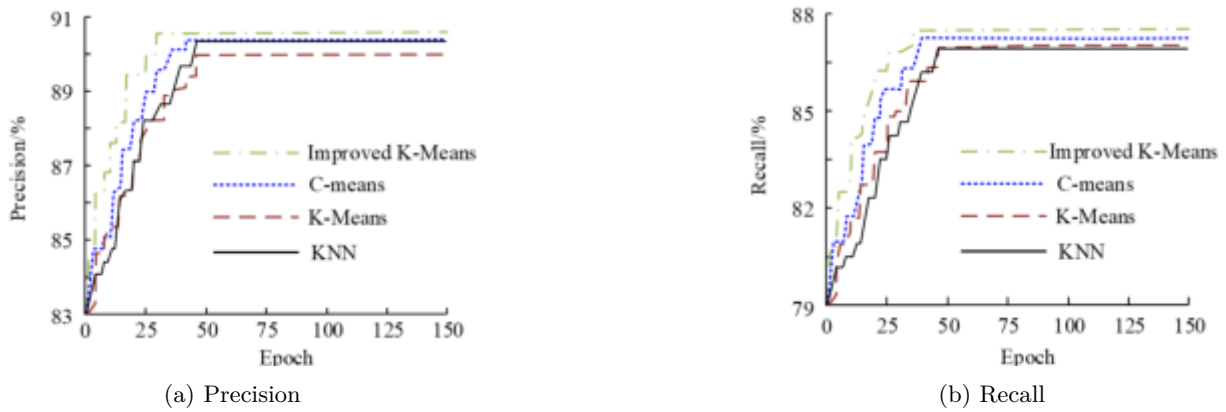 91
89
87
85
83
Precision/%
Improved K-Means
C-means
K-Means
KNN
0 25 50 75 100 125 150
Epoch
(a) Precision
88
85
82
79
Recall/%
Improved K-Means
C-means
K-Means
KNN
0 25 50 75 100 125 150
Epoch
(b) Recall